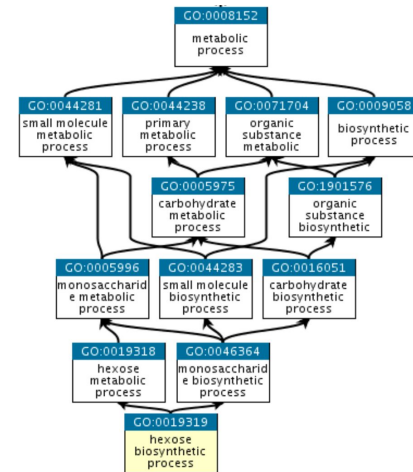 GO:0008152
metabolic
process
GO:0044281
small molecule
metabolic
process
GO:0044238
primary
metabolic
process
GO:0071704
organic
substance
metabolic
GO:0009058
biosynthetic
process
GO:0005975
carbohydrate
metabolic
process
GO:1901576
organic
substance
biosynthetic
GO:0005996
monosaccharid
e metabolic
process
GO:0044283
small molecule
biosynthetic
process
GO:0016051
carbohydrate
biosynthetic
process
GO:0019318
hexose
metabolic
process
GO:0046364
monosaccharid
e biosynthetic
process
GO:0019319
hexose
biosynthetic
process